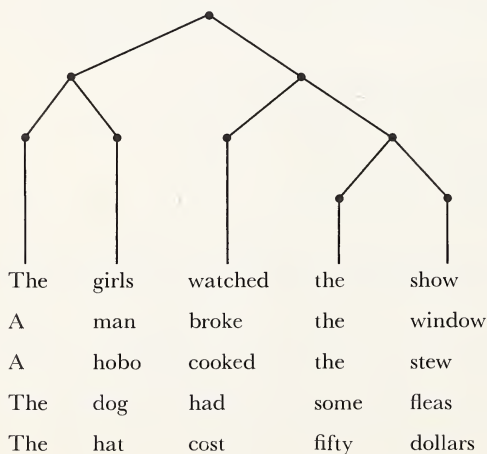 The girls watched the show
A man broke the window
A hobo cooked the stew
The dog had some fleas
The hat cost fifty dollars